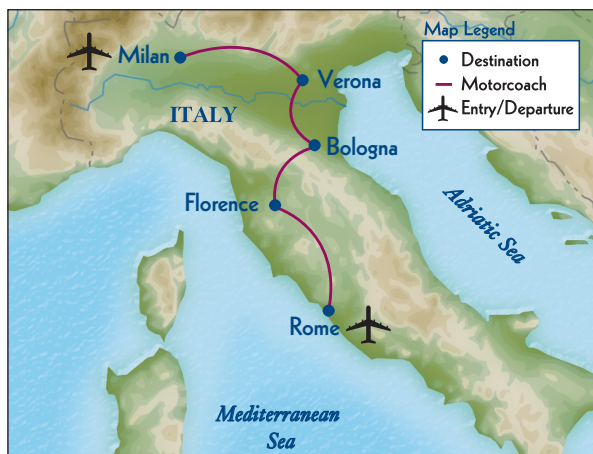 Map Legend
Destination
Motorcoach
Entry/Departure
Milan
Verona
ITALY
Bologna
Florence
Adriatic Sea
Rome
Mediterranean
Sea